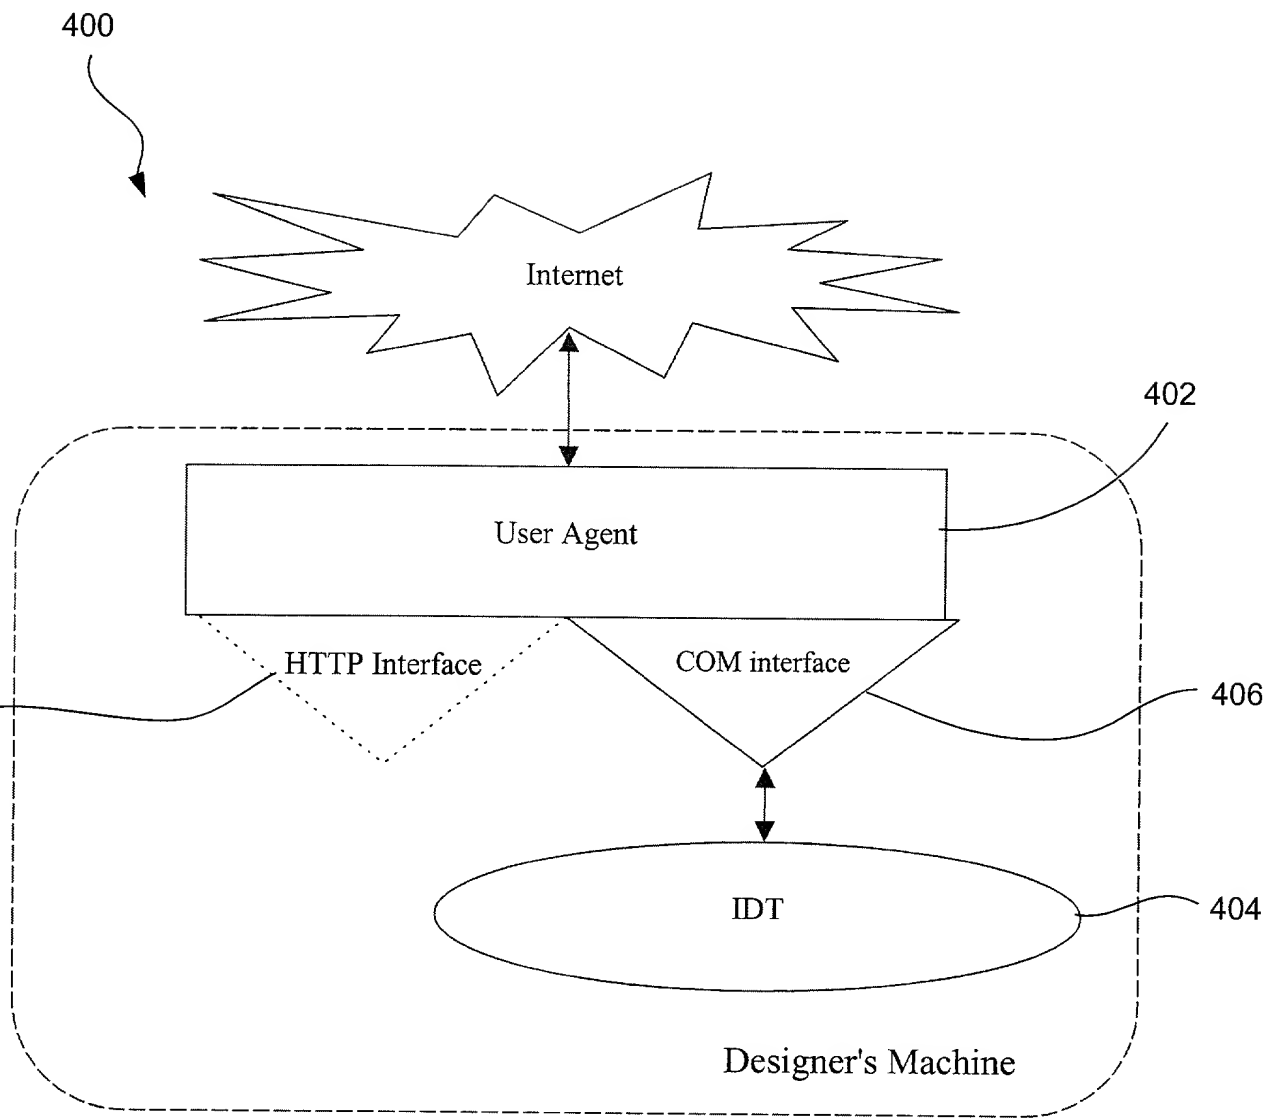 400
Internet
402
User Agent
HTTP Interface
COM interface
406
IDT
404
Designer's Machine